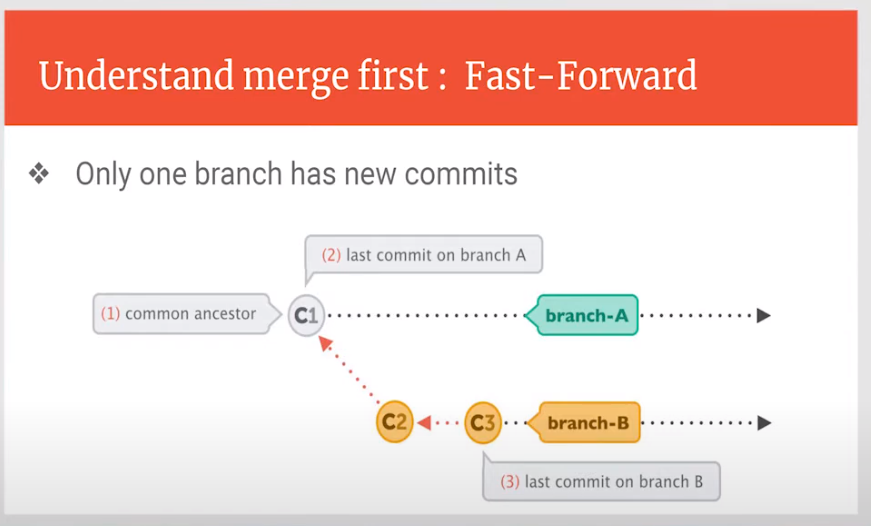 Understand merge first : Fast-Forward
❖ Only one branch has new commits
(2) last commit on branch A
(1) common ancestor
C1
branch-A
C2
C3
branch-B
(3) last commit on branch B